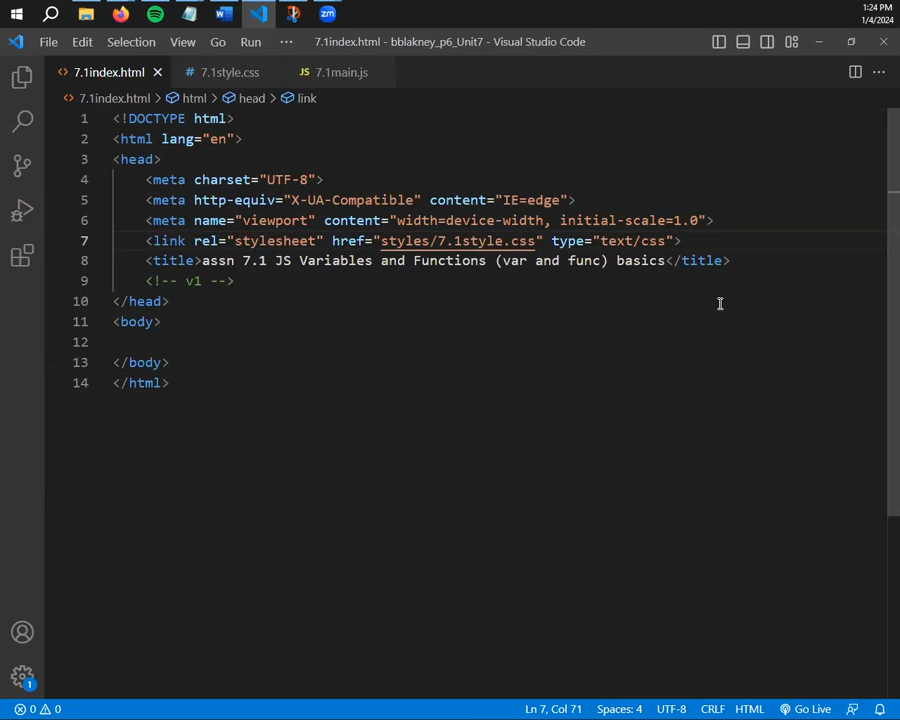 1:24 PM
1/4/2024
File Edit Selection View Go Run ··· 7.1index.html - bblakney_p6_Unit7 - Visual Studio Code
7.1index.html # 7.1style.css JS 7.1main.js
7.1index.html > html > head > link
1 <!DOCTYPE html>
2 <html lang="en">
3 <head>
4 <meta charset="UTF-8">
5 <meta http-equiv="X-UA-Compatible" content="IE=edge">
6 <meta name="viewport" content="width=device-width, initial-scale=1.0">
7 <link rel="stylesheet" href="styles/7.1style.css" type="text/css">
8 <title>assn 7.1 JS Variables and Functions (var and func) basics</title>
9 <!-- v1 -->
10 </head>
11 <body>
12
13 </body>
14 </html>
1
0 0 Ln 7, Col 71 Spaces: 4 UTF-8 CRLF HTML Go Live